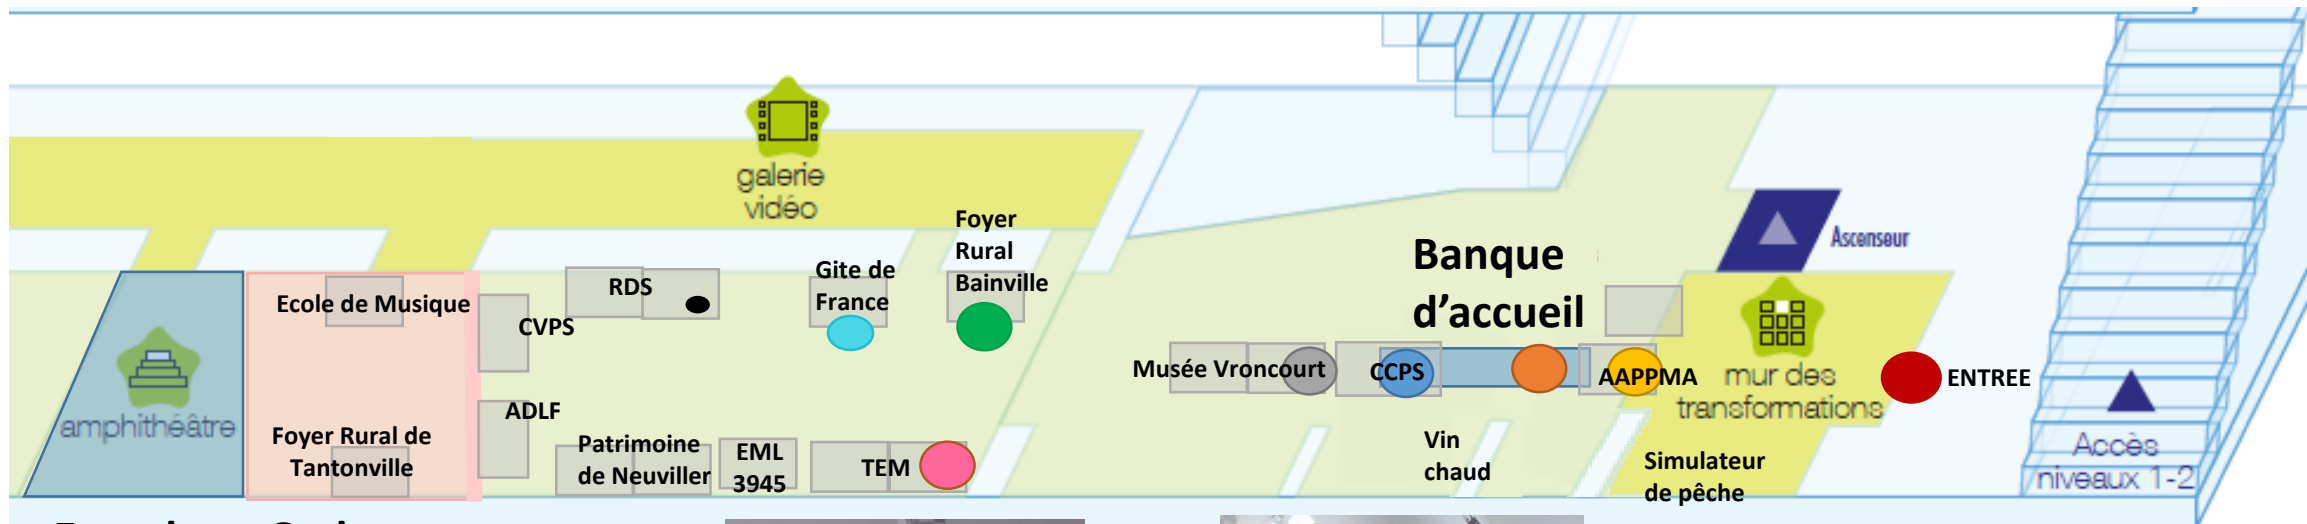 galerie
vidéo
Foyer
Rural
Bainville
Gite de
France
RDS
Ecole de Musique
CVPS
ADLF
amphithéâtre
Foyer Rural de
Tantonville
Patrimoine
de Neuviller
EML
3945
TEM
Banque
d’accueil
Ascenseur
Musée Vroncourt
CCPS
AAPPMA
mur des
transformations
ENTREE
Vin
chaud
Simulateur
de pêche
Accès
niveaux 1-2